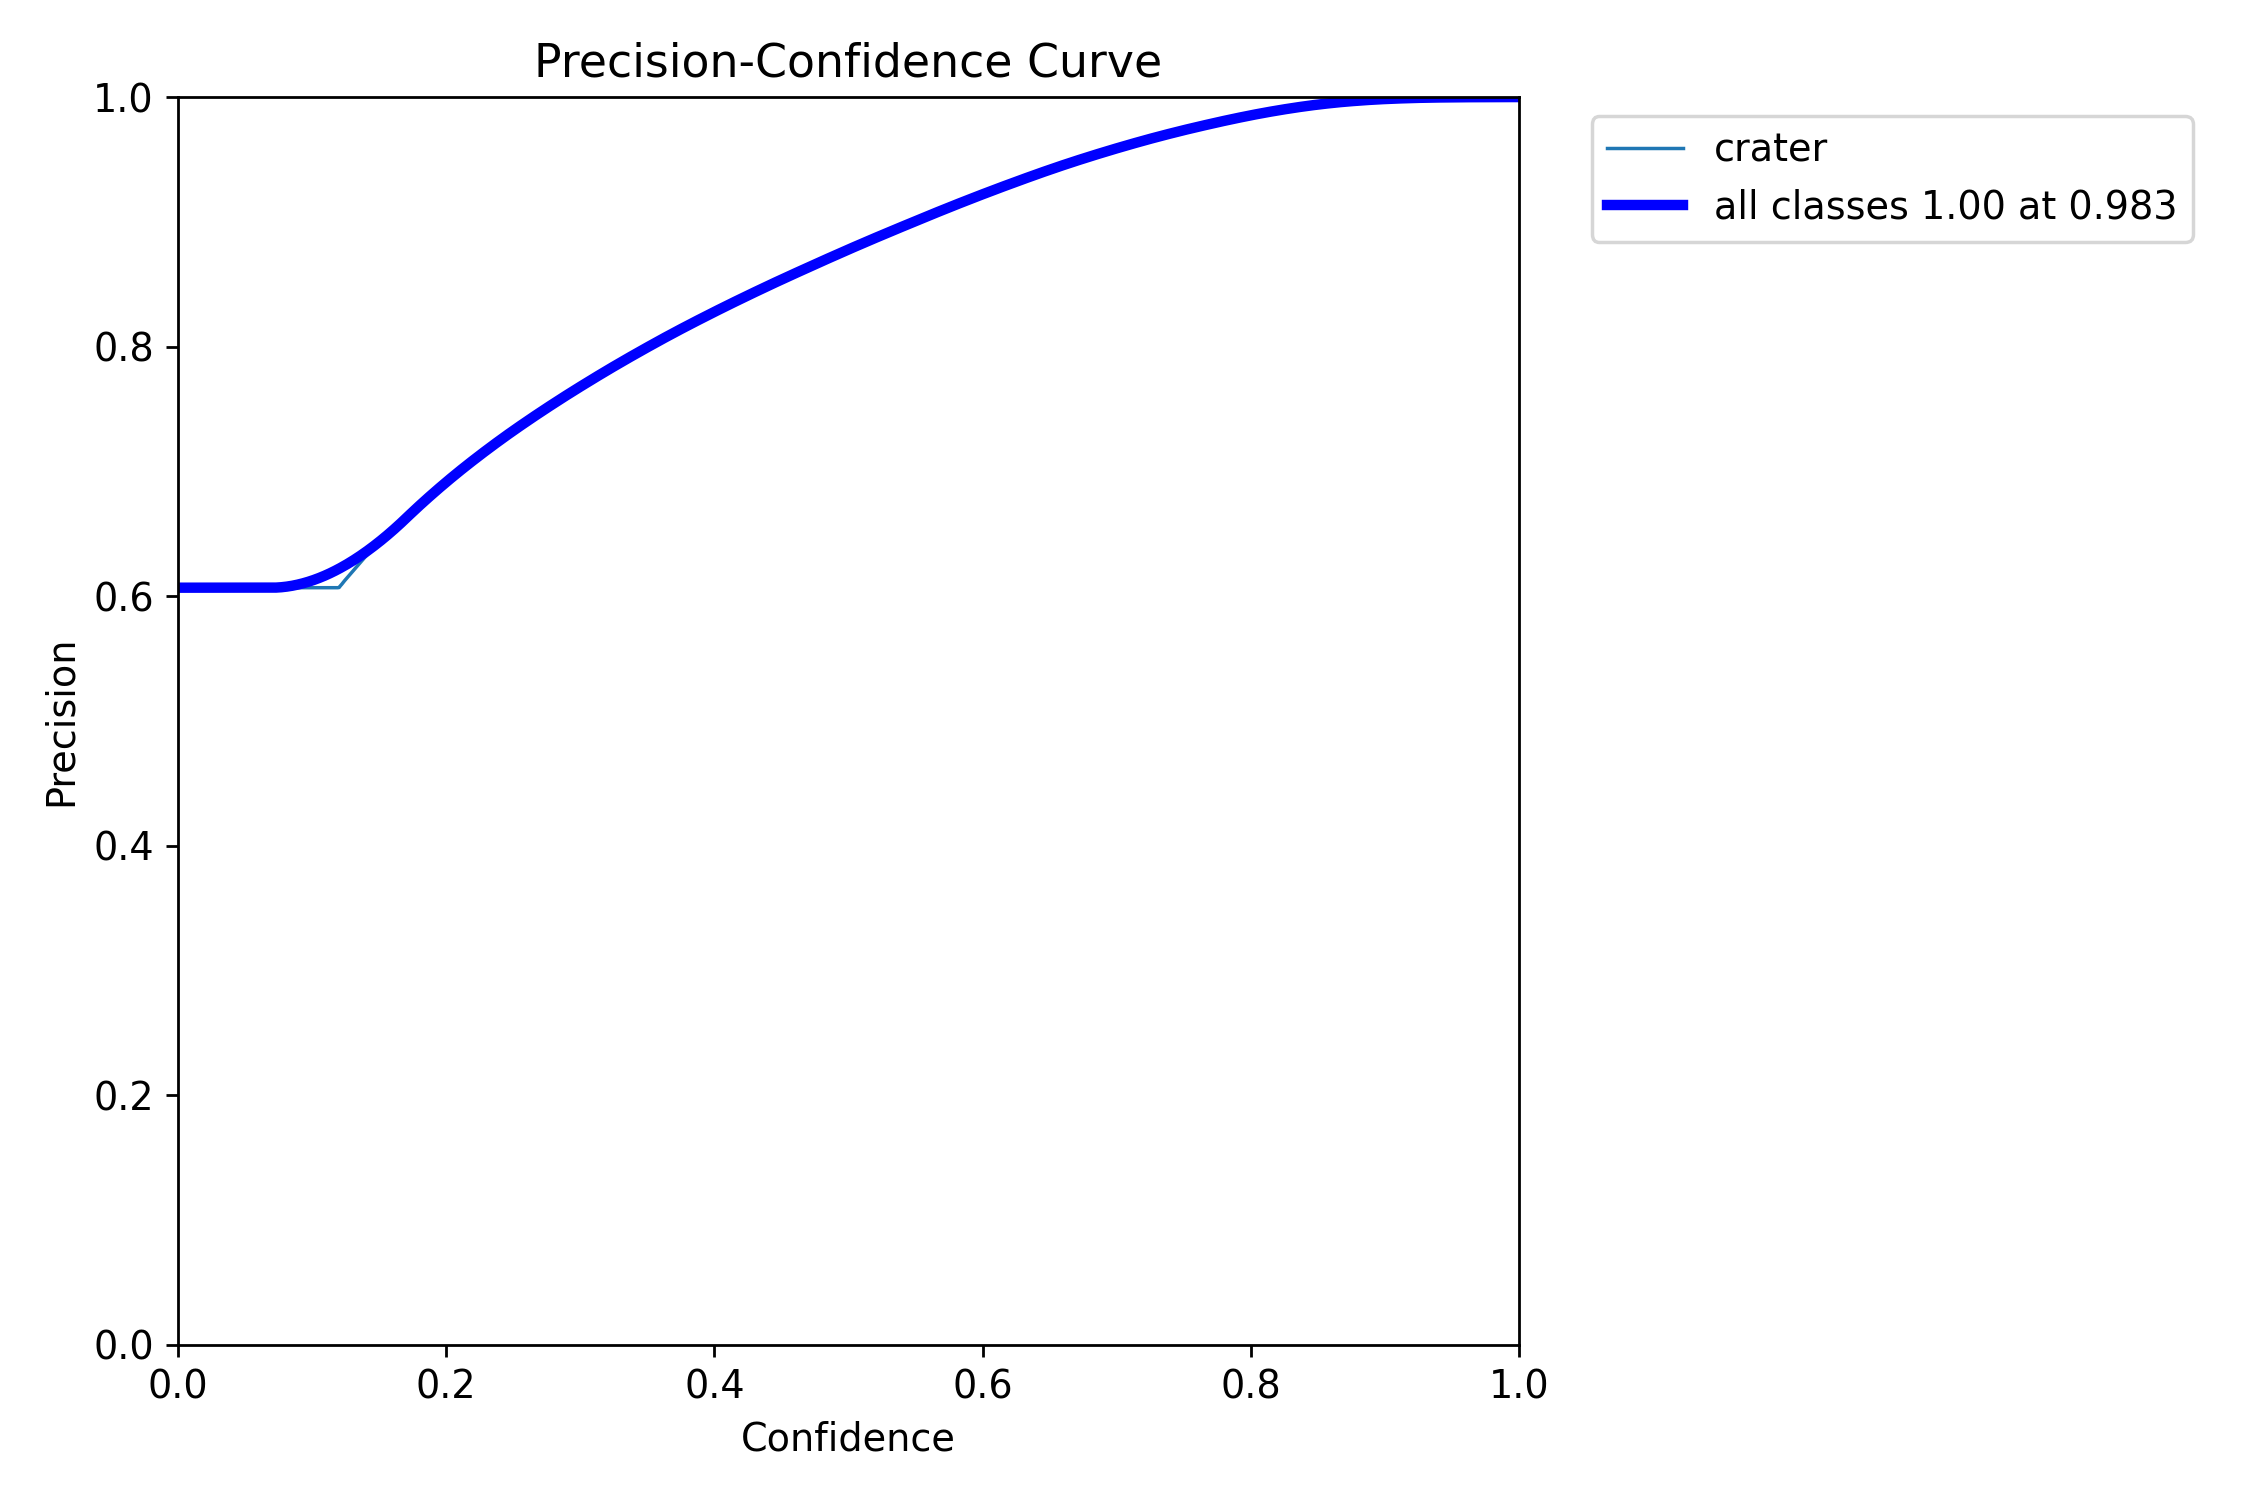 Precision-Confidence Curve
1.0
0.8
0.6
0.4
0.2
0.0
Precision
0.0 0.2 0.4 0.6 0.8 1.0
Confidence
crater
all classes 1.00 at 0.983